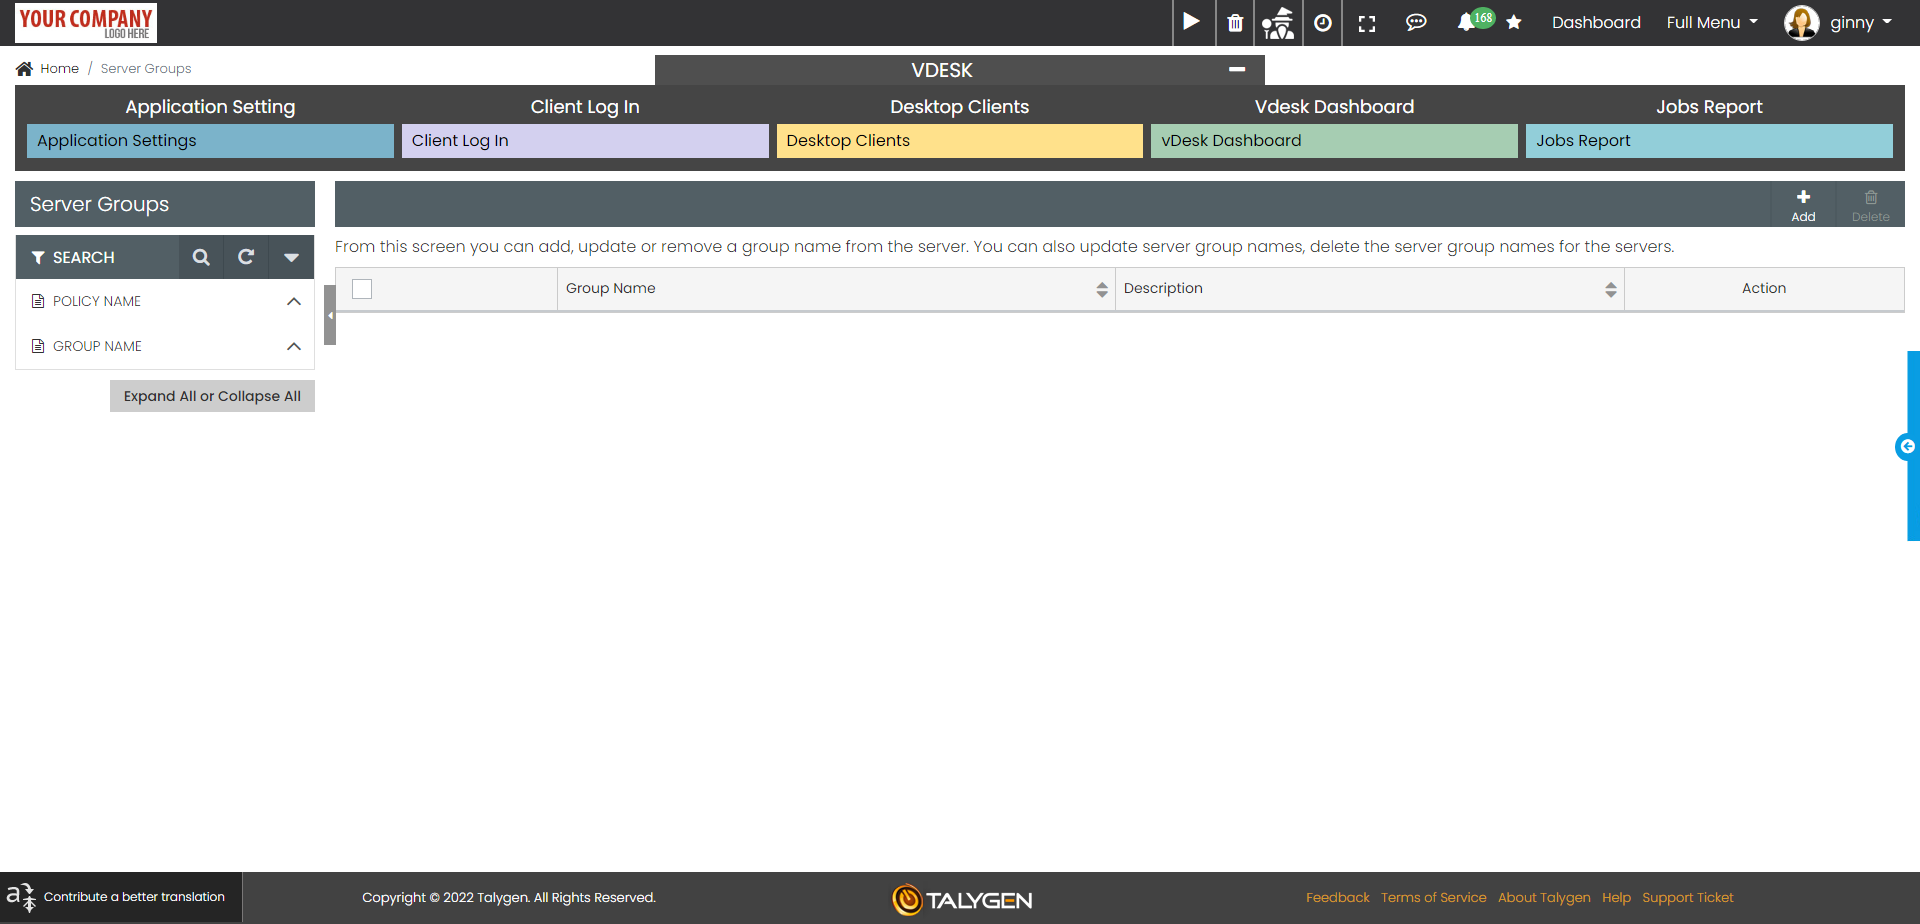 YOUR COMPANY
LOGO HERE
168
Dashboard
Full Menu
ginny
Home / Server Groups
VDESK
Application Setting
Client Log In
Desktop Clients
Vdesk Dashboard
Jobs Report
Application Settings
Client Log In
Desktop Clients
vDesk Dashboard
Jobs Report
Server Groups
Add
Delete
SEARCH
From this screen you can add, update or remove a group name from the server. You can also update server group names, delete the server group names for the servers.
POLICY NAME
GROUP NAME
Expand All or Collapse All
Group Name
Description
Action
Contribute a better translation
Copyright © 2022 Talygen. All Rights Reserved.
TALYGEN
Feedback Terms of Service About Talygen Help Support Ticket